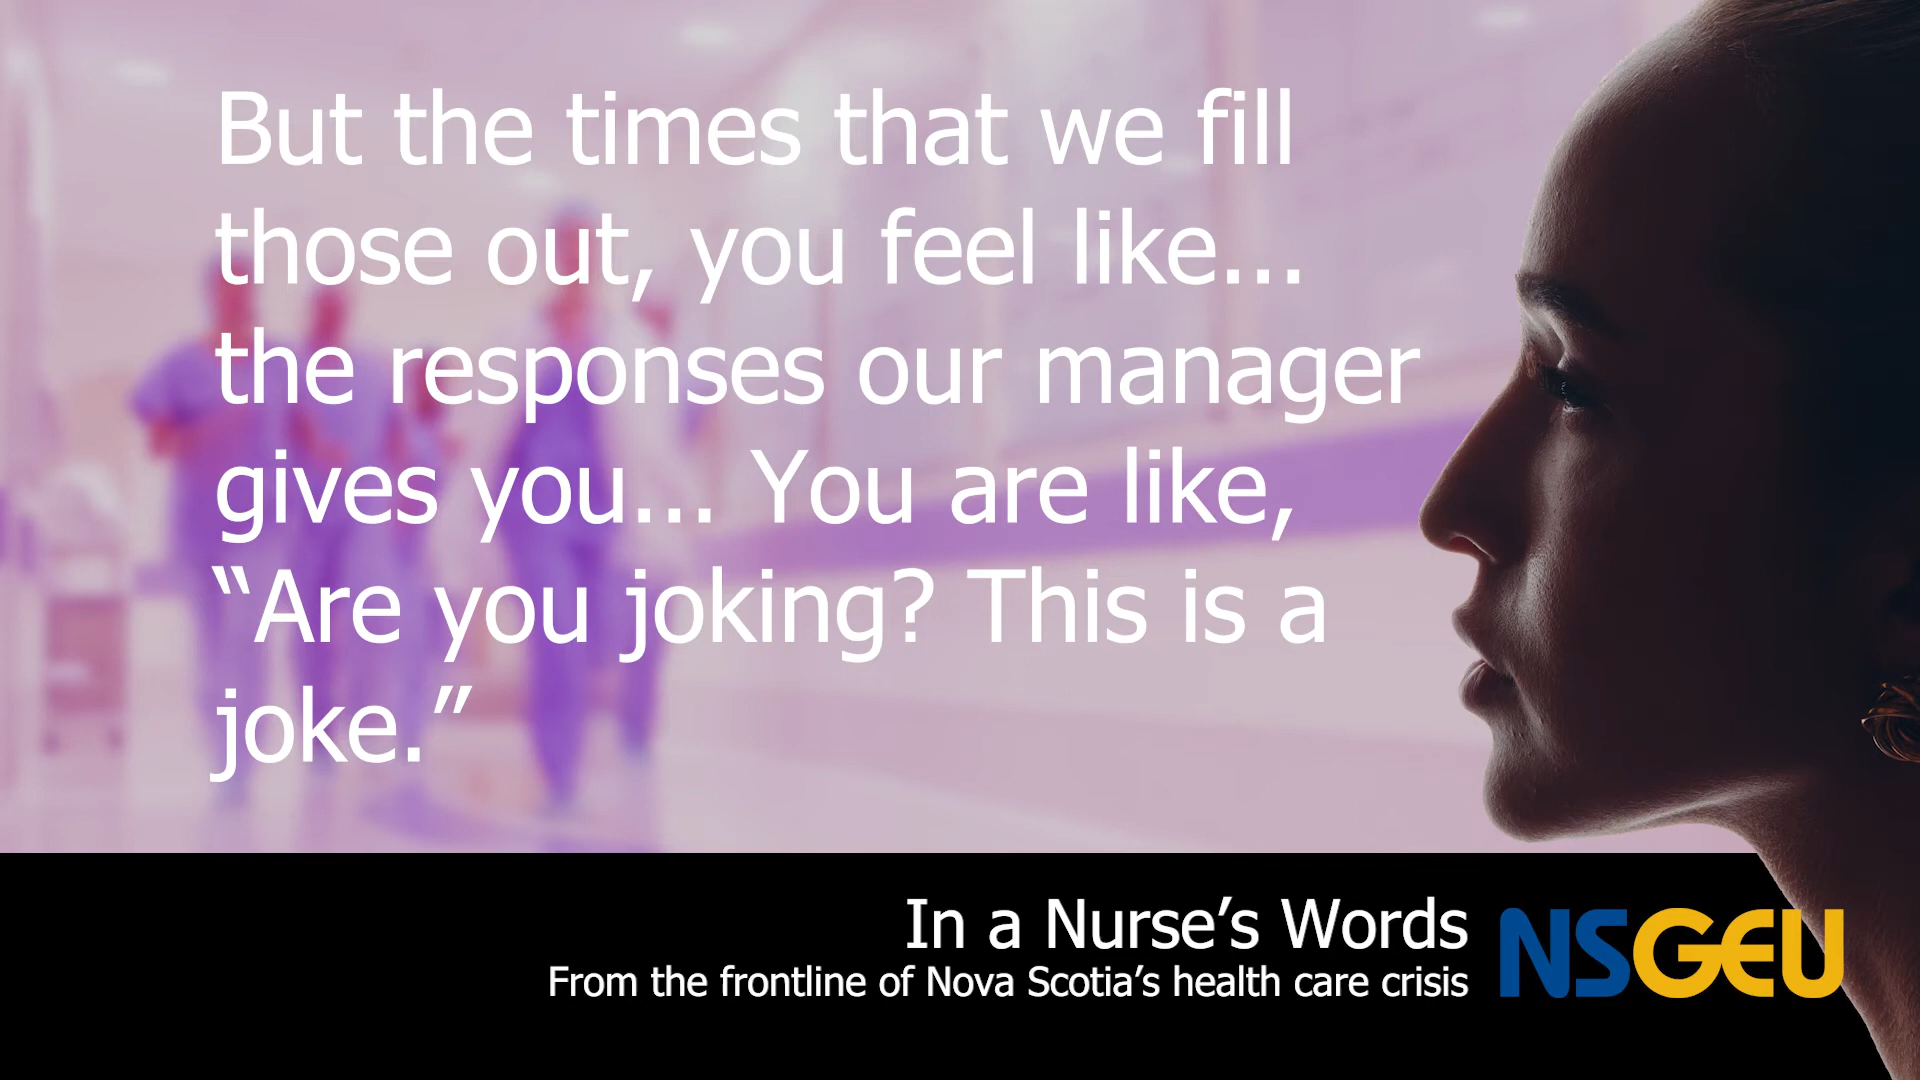 But the times that we fill
those out, you feel like...
the responses our manager
gives you... You are like,
“Are you joking? This is a
joke.”
In a Nurse’s Words
From the frontline of Nova Scotia’s health care crisis
NSGEU